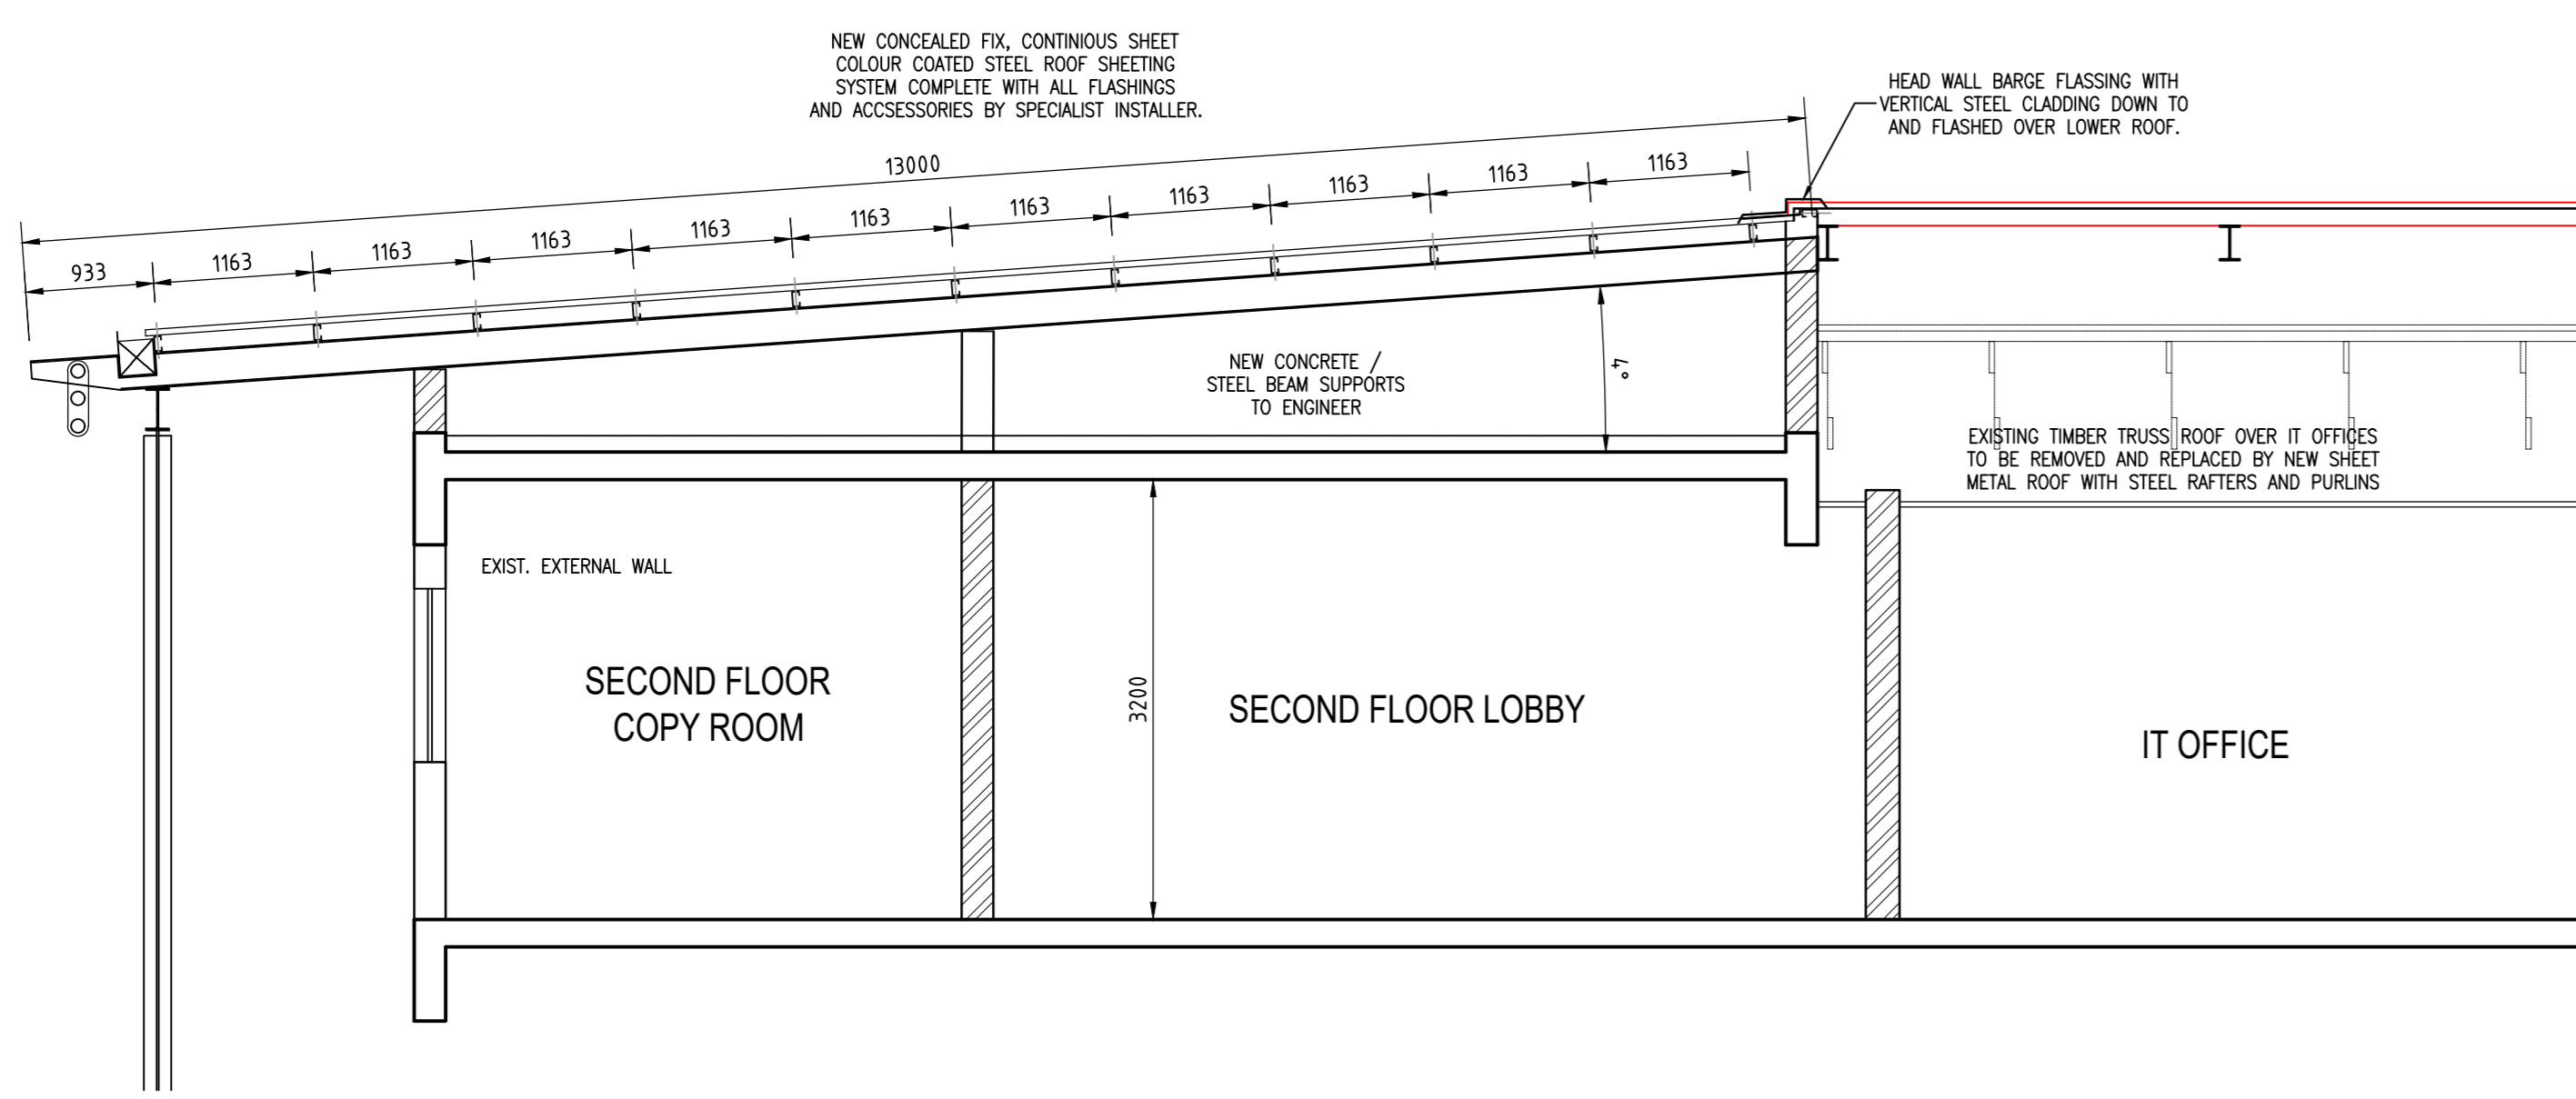 NEW CONCEALED FIX, CONTINIOUS SHEET
COLOUR COATED STEEL ROOF SHEETING
SYSTEM COMPLETE WITH ALL FLASHINGS
AND ACCSESSORIES BY SPECIALIST INSTALLER.
HEAD WALL BARGE FLASSING WITH
VERTICAL STEEL CLADDING DOWN TO
AND FLASHED OVER LOWER ROOF.
13000
933
1163
1163
1163
1163
1163
1163
1163
1163
1163
1163
NEW CONCRETE /
STEEL BEAM SUPPORTS
TO ENGINEER
4°
EXISTING TIMBER TRUSS ROOF OVER IT OFFICES
TO BE REMOVED AND REPLACED BY NEW SHEET
METAL ROOF WITH STEEL RAFTERS AND PURLINS
EXIST. EXTERNAL WALL
SECOND FLOOR
COPY ROOM
3200
SECOND FLOOR LOBBY
IT OFFICE